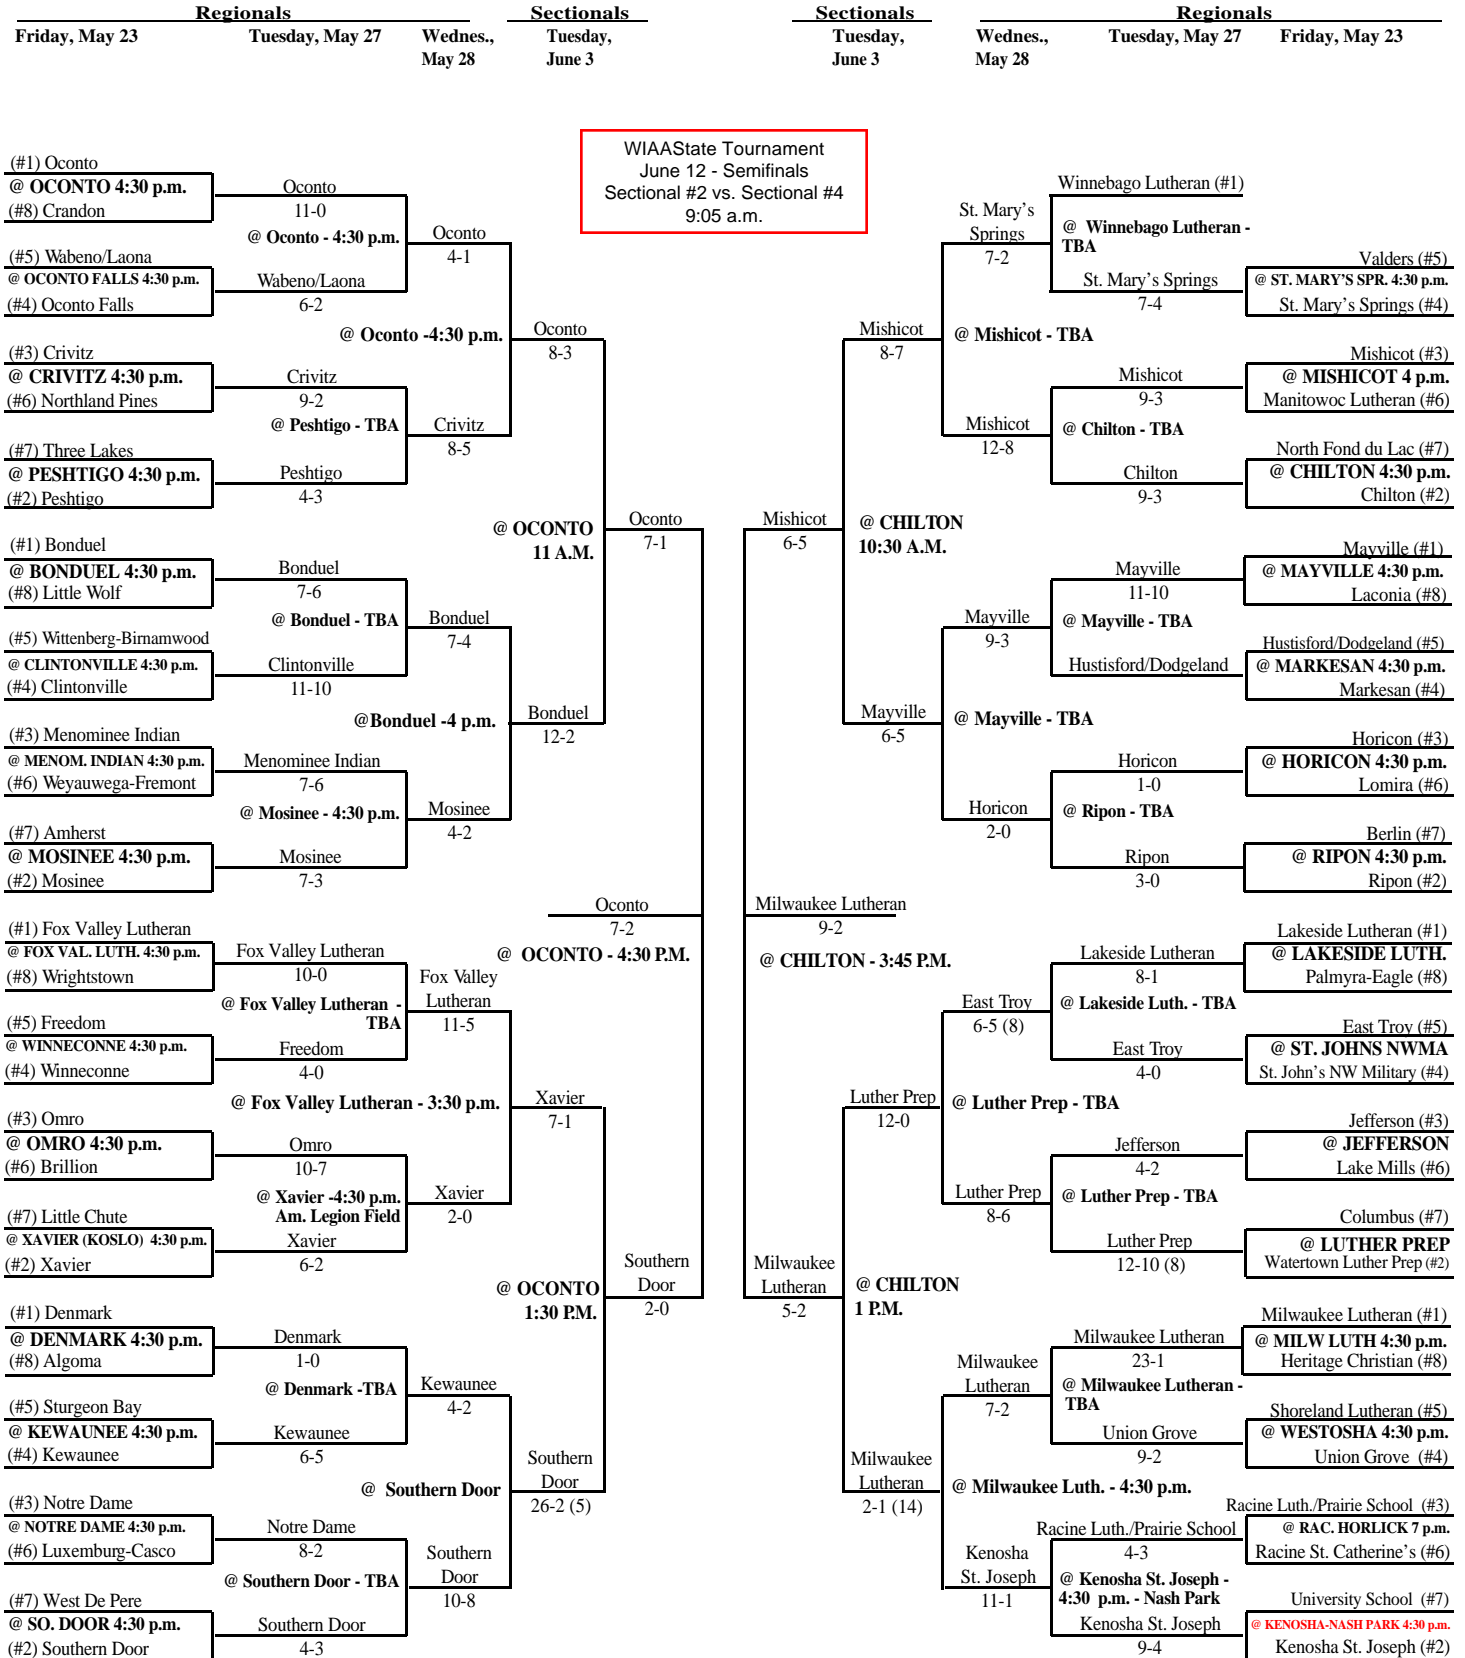 Regionals
Sectionals
Sectionals
Regionals
Friday, May 23
Tuesday, May 27
Wednes.,
May 28
Tuesday,
June 3
Tuesday,
June 3
Wednes.,
May 28
Tuesday, May 27
Friday, May 23
WIAAState Tournament
June 12 - Semifinals
Sectional #2 vs. Sectional #4
9:05 a.m.
(#1) Oconto
@ OCONTO 4:30 p.m.
(#8) Crandon
(#5) Wabeno/Laona
@ OCONTO FALLS 4:30 p.m.
(#4) Oconto Falls
(#3) Crivitz
@ CRIVITZ 4:30 p.m.
(#6) Northland Pines
(#7) Three Lakes
@ PESHTIGO 4:30 p.m.
(#2) Peshtigo
(#1) Bonduel
@ BONDUEL 4:30 p.m.
(#8) Little Wolf
(#5) Wittenberg-Birnamwood
@ CLINTONVILLE 4:30 p.m.
(#4) Clintonville
(#3) Menominee Indian
@ MENOM. INDIAN 4:30 p.m.
(#6) Weyauwega-Fremont
(#7) Amherst
@ MOSINEE 4:30 p.m.
(#2) Mosinee
(#1) Fox Valley Lutheran
@ FOX VAL. LUTH. 4:30 p.m.
(#8) Wrightstown
(#5) Freedom
@ WINNECONNE 4:30 p.m.
(#4) Winneconne
(#3) Omro
@ OMRO 4:30 p.m.
(#6) Brillion
(#7) Little Chute
@ XAVIER (KOSLO) 4:30 p.m.
(#2) Xavier
(#1) Denmark
@ DENMARK 4:30 p.m.
(#8) Algoma
(#5) Sturgeon Bay
@ KEWAUNEE 4:30 p.m.
(#4) Kewaunee
(#3) Notre Dame
@ NOTRE DAME 4:30 p.m.
(#6) Luxemburg-Casco
(#7) West De Pere
@ SO. DOOR 4:30 p.m.
(#2) Southern Door
Oconto
11-0
@ Oconto - 4:30 p.m.
Wabeno/Laona
6-2
@ Oconto -4:30 p.m.
Crivitz
9-2
@ Peshtigo - TBA
Peshtigo
4-3
Bonduel
7-6
@ Bonduel - TBA
Clintonville
11-10
@Bonduel -4 p.m.
Menominee Indian
7-6
@ Mosinee - 4:30 p.m.
Mosinee
7-3
Fox Valley Lutheran
10-0
@ Fox Valley Lutheran -
TBA
Freedom
4-0
@ Fox Valley Lutheran - 3:30 p.m.
Omro
10-7
@ Xavier -4:30 p.m.
Am. Legion Field
Xavier
6-2
Denmark
1-0
@ Denmark -TBA
Kewaunee
6-5
@ Southern Door
Notre Dame
8-2
@ Southern Door - TBA
Southern Door
4-3
Oconto
4-1
Crivitz
8-5
Bonduel
7-4
Mosinee
4-2
Fox Valley
Lutheran
11-5
Xavier
2-0
Kewaunee
4-2
Southern
Door
10-8
Oconto
8-3
@ OCONTO
11 A.M.
Bonduel
12-2
Xavier
7-1
@ OCONTO
1:30 P.M.
Southern
Door
26-2 (5)
Oconto
7-1
Oconto
7-2
@ OCONTO - 4:30 P.M.
Southern
Door
2-0
Mishicot
6-5
Milwaukee Lutheran
9-2
@ CHILTON - 3:45 P.M.
Milwaukee
Lutheran
5-2
Mishicot
8-7
@ CHILTON
10:30 A.M.
Mayville
6-5
Luther Prep
12-0
@ CHILTON
1 P.M.
Milwaukee
Lutheran
2-1 (14)
St. Mary's
Springs
7-2
@ Mishicot - TBA
Mishicot
12-8
Mayville
9-3
@ Mayville - TBA
Horicon
2-0
East Troy
6-5 (8)
@ Luther Prep - TBA
Luther Prep
8-6
Milwaukee
Lutheran
7-2
@ Milwaukee Luth. - 4:30 p.m.
Kenosha
St. Joseph
11-1
Winnebago Lutheran (#1)
@ Winnebago Lutheran -
TBA
St. Mary's Springs
7-4
Mishicot
9-3
@ Chilton - TBA
Chilton
9-3
Mayville
11-10
@ Mayville - TBA
Hustisford/Dodgeland
Horicon
1-0
@ Ripon - TBA
Ripon
3-0
Lakeside Lutheran
8-1
@ Lakeside Luth. - TBA
East Troy
4-0
Jefferson
4-2
@ Luther Prep - TBA
Luther Prep
12-10 (8)
Milwaukee Lutheran
23-1
@ Milwaukee Lutheran -
TBA
Union Grove
9-2
Racine Luth./Prairie School
4-3
@ Kenosha St. Joseph -
4:30 p.m. - Nash Park
Kenosha St. Joseph
9-4
Valders (#5)
@ ST. MARY'S SPR. 4:30 p.m.
St. Mary's Springs (#4)
Mishicot (#3)
@ MISHICOT 4 p.m.
Manitowoc Lutheran (#6)
North Fond du Lac (#7)
@ CHILTON 4:30 p.m.
Chilton (#2)
Mayville (#1)
@ MAYVILLE 4:30 p.m.
Laconia (#8)
Hustisford/Dodgeland (#5)
@ MARKESAN 4:30 p.m.
Markesan (#4)
Horicon (#3)
@ HORICON 4:30 p.m.
Lomira (#6)
Berlin (#7)
@ RIPON 4:30 p.m.
Ripon (#2)
Lakeside Lutheran (#1)
@ LAKESIDE LUTH.
Palmyra-Eagle (#8)
East Troy (#5)
@ ST. JOHNS NWMA
St. John's NW Military (#4)
Jefferson (#3)
@ JEFFERSON
Lake Mills (#6)
Columbus (#7)
@ LUTHER PREP
Watertown Luther Prep (#2)
Milwaukee Lutheran (#1)
@ MILW LUTH 4:30 p.m.
Heritage Christian (#8)
Shoreland Lutheran (#5)
@ WESTOSHA 4:30 p.m.
Union Grove (#4)
Racine Luth./Prairie School (#3)
@ RAC. HORLICK 7 p.m.
Racine St. Catherine's (#6)
University School (#7)
@ KENOSHA-NASH PARK 4:30 p.m.
Kenosha St. Joseph (#2)